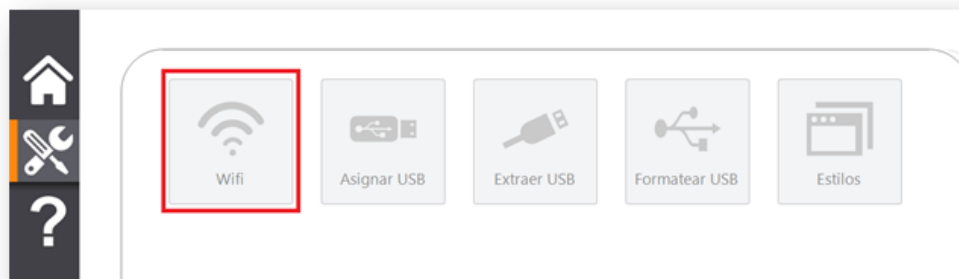 Wifi
Asignar USB
Extraer USB
Formatear USB
Estilos